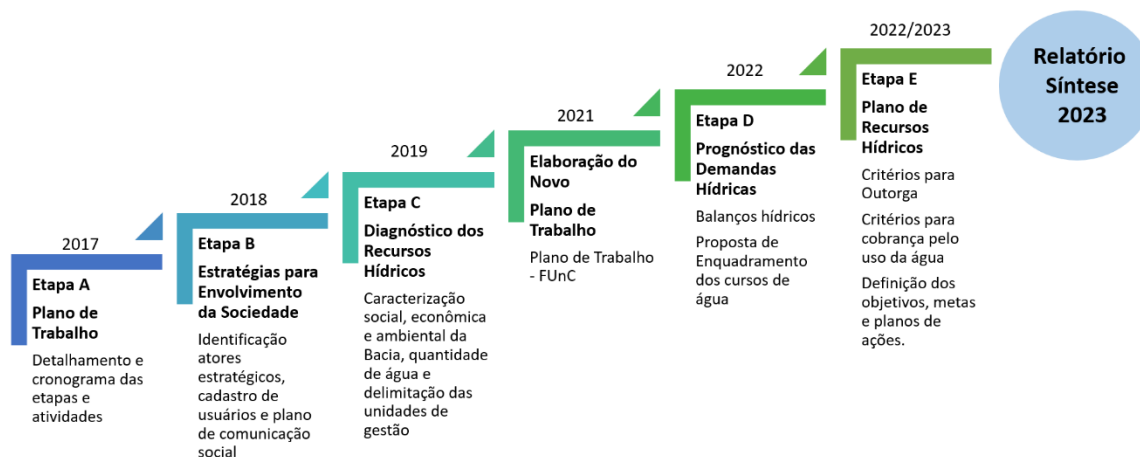 2017
Etapa A
Plano de
Trabalho
Detalhamento e
cronograma das
etapas e
atividades
2018
Etapa B
Estratégias para
Envolvimento
da Sociedade
Identificação
atores
estratégicos,
cadastro de
usuários e plano
de comunicação
social
2019
Etapa C
Diagnóstico dos
Recursos
Hídricos
Caracterização
social, econômica
e ambiental da
Bacia, quantidade
de água e
delimitação das
unidades de
gestão
2021
Elaboração do
Novo
Plano de
Trabalho
Plano de Trabalho
- FUnC
2022
Etapa D
Prognóstico das
Demandas
Hídricas
Balanços hídricos
Proposta de
Enquadramento
dos cursos de
água
2022/2023
Etapa E
Plano de
Recursos
Hídricos
Critérios para
Outorga
Critérios para
cobrança pelo
uso da água
Definição dos
objetivos, metas
e planos de
ações.
Relatório
Síntese
2023